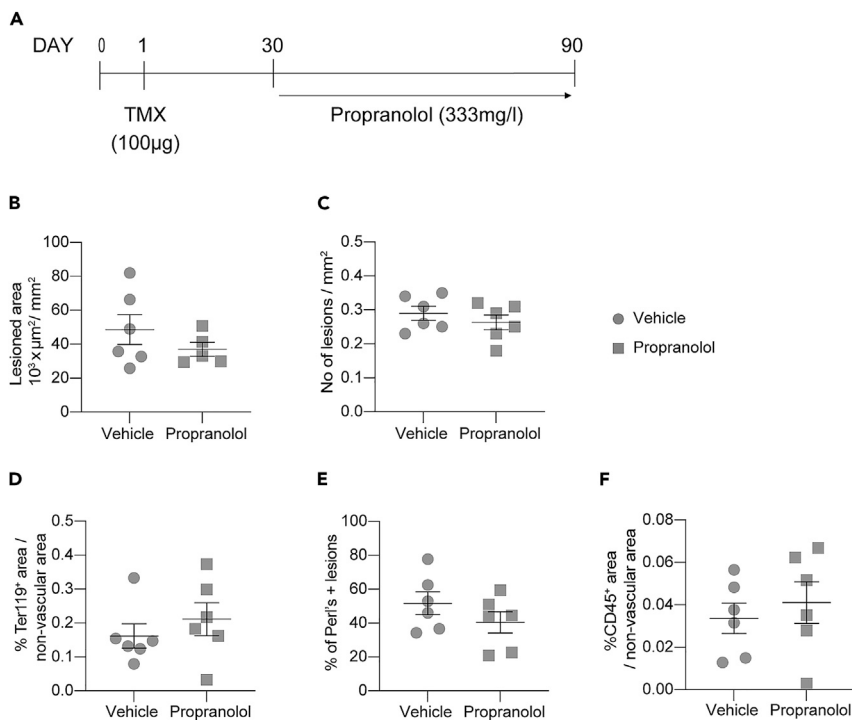 A
DAY 0 1 30 90
TMX
(100µg)
Propranolol (333mg/l)
B
Lesioned area
10³ x µm²/ mm²
100
80
60
40
20
0
Vehicle Propranolol
C
No of lesions / mm²
0.5
0.4
0.3
0.2
0.1
0.0
Vehicle Propranolol
Vehicle
Propranolol
D
% Ter119⁺ area /
non-vascular area
0.5
0.4
0.3
0.2
0.1
0.0
Vehicle Propranolol
E
% of Perl's + lesions
100
80
60
40
20
0
Vehicle Propranolol
F
%CD45⁺ area
/ non-vascular area
0.08
0.06
0.04
0.02
0.00
Vehicle Propranolol